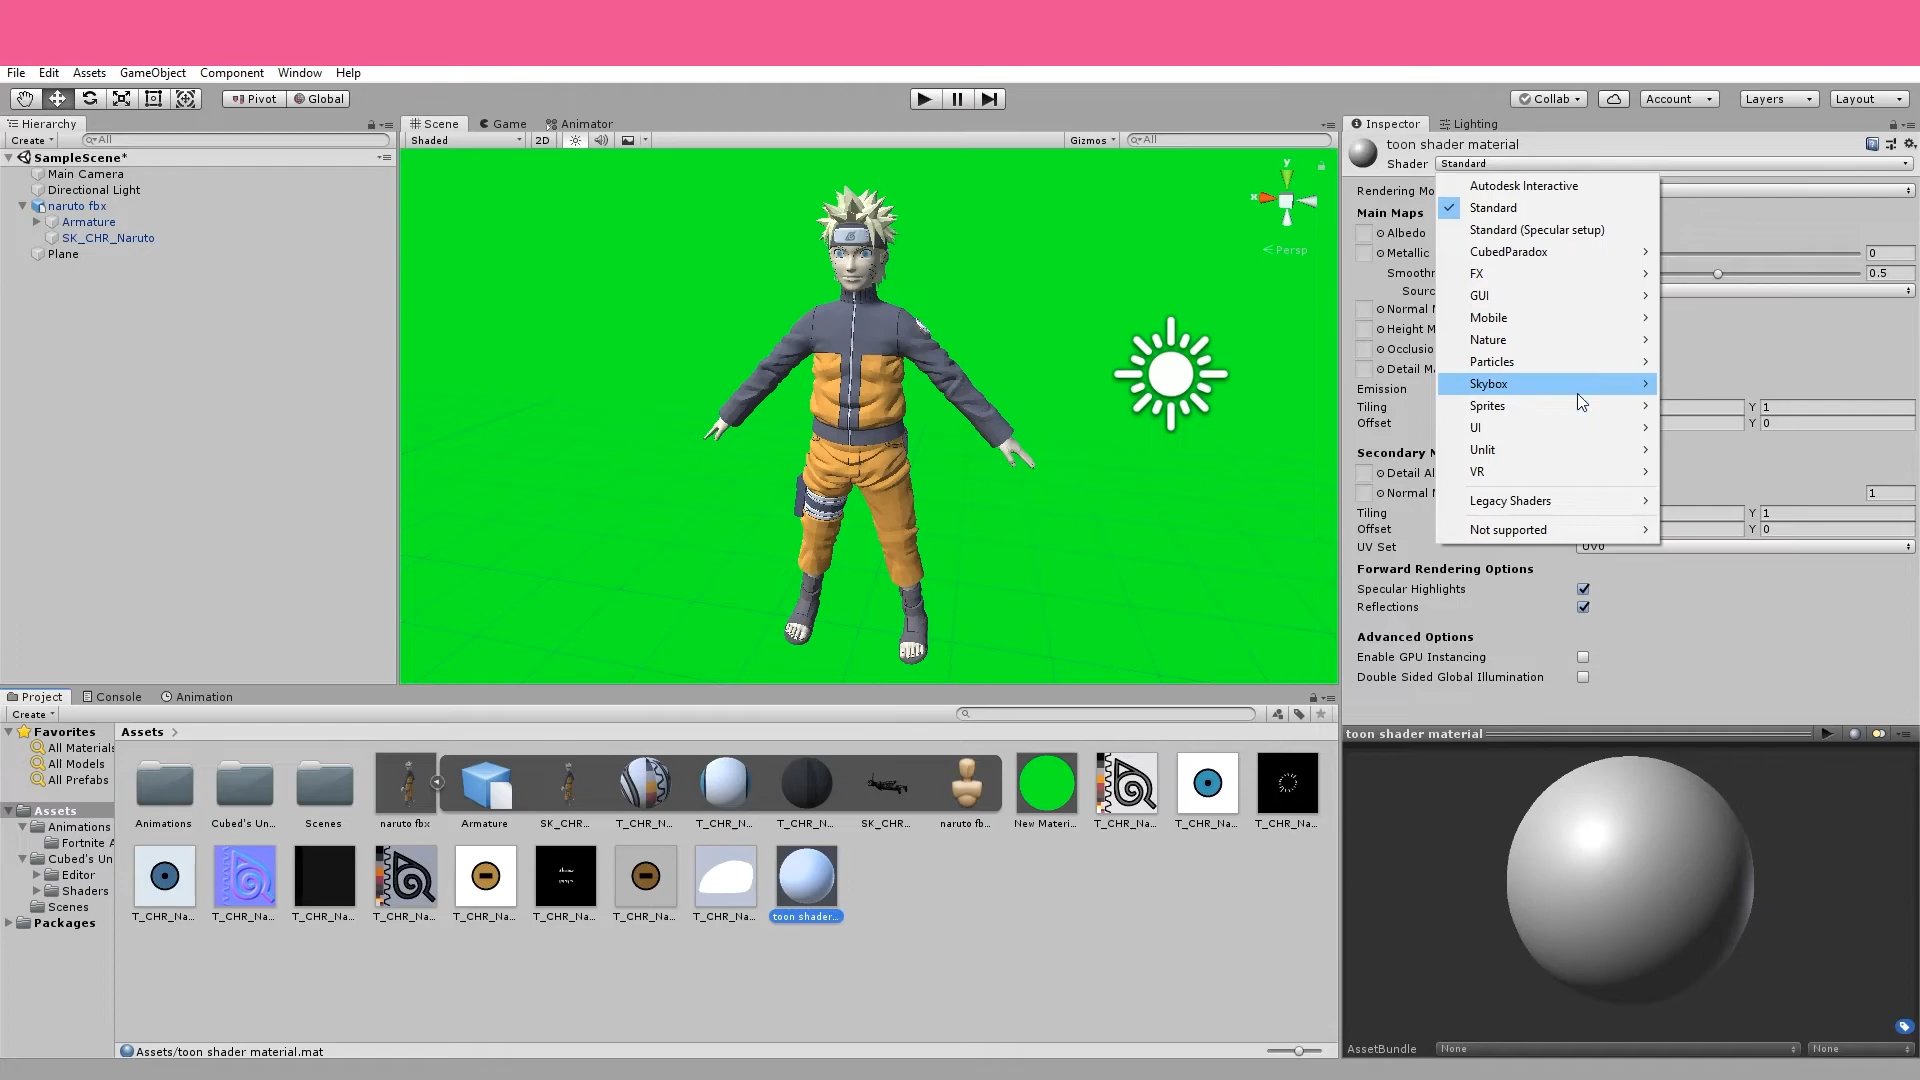 File Edit Assets GameObject Component Window Help
Pivot Global Collab Account Layers Layout
Hierarchy
Create All
SampleScene*
Main Camera
Directional Light
naruto fbx
Armature
SK_CHR_Naruto
Plane
Scene Game Animator
Shaded 2D Gizmos All
y
x
Persp
Inspector Lighting
toon shader material
Shader Standard
Rendering Mo
Main Maps
Albedo
Metallic 0
Smoothr 0.5
Sourc
Normal M
Height M
Occlusio
Detail Ma
Emission
Tiling Y 1
Offset Y 0
Secondary M
Detail Al
Normal M 1
Tiling Y 1
Offset Y 0
UV Set UV0
Autodesk Interactive
Standard
Standard (Specular setup)
CubedParadox
FX
GUI
Mobile
Nature
Particles
Skybox
Sprites
UI
Unlit
VR
Legacy Shaders
Not supported
Forward Rendering Options
Specular Highlights
Reflections
Advanced Options
Enable GPU Instancing
Double Sided Global Illumination
Project Console Animation
Create
Favorites
All Materials
All Models
All Prefabs
Assets
Animations
Fortnite A
Cubed's Un
Editor
Shaders
Scenes
Packages
Assets
Animations Cubed's Un... Scenes naruto fbx Armature SK_CHR... T_CHR_N... T_CHR_N... T_CHR_N... SK_CHR... naruto fb... New Materi... T_CHR_Na... T_CHR_Na... T_CHR_Na...
T_CHR_Na... T_CHR_Na... T_CHR_Na... T_CHR_Na... T_CHR_Na... T_CHR_Na... T_CHR_Na... T_CHR_Na... toon shader...
Assets/toon shader material.mat
toon shader material
AssetBundle None None